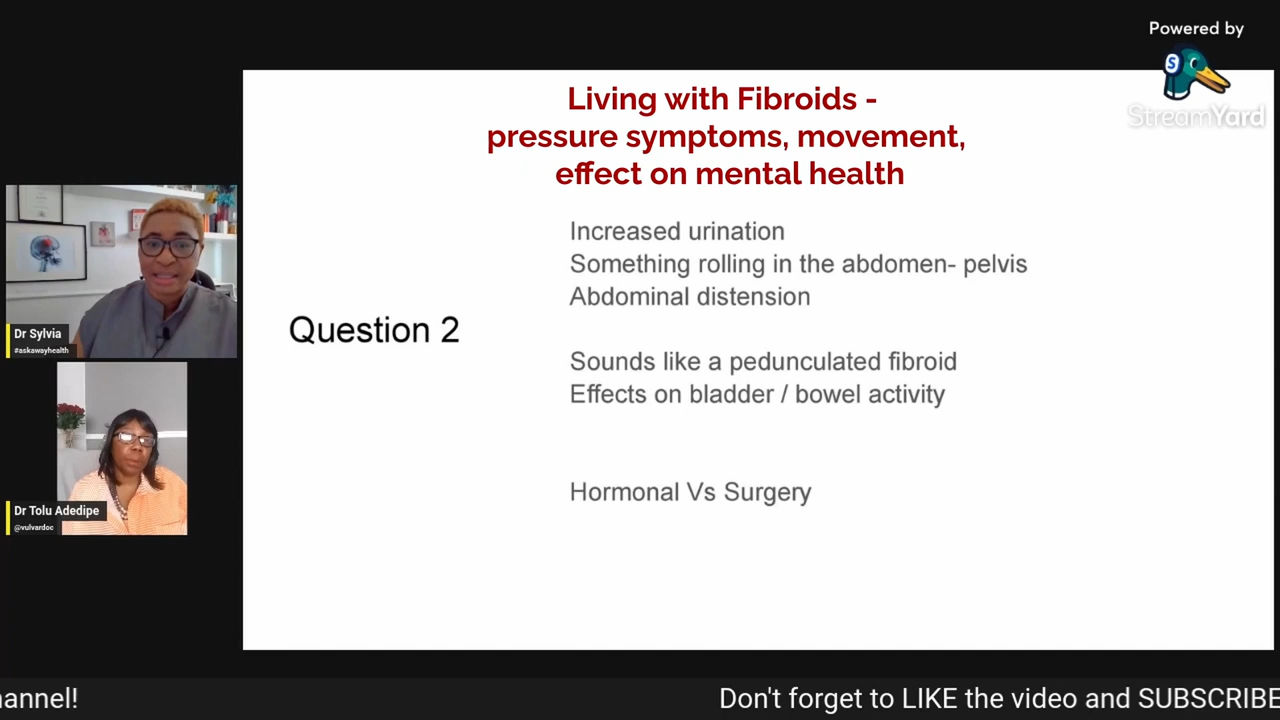 Powered by
S
StreamYard
Living with Fibroids -
pressure symptoms, movement,
effect on mental health
Increased urination
Something rolling in the abdomen- pelvis
Abdominal distension
Question 2
Sounds like a pedunculated fibroid
Effects on bladder / bowel activity
Hormonal Vs Surgery
Dr Sylvia
#askawayhealth
Dr Tolu Adedipe
@vulvardoc
annel!
Don't forget to LIKE the video and SUBSCRIBE